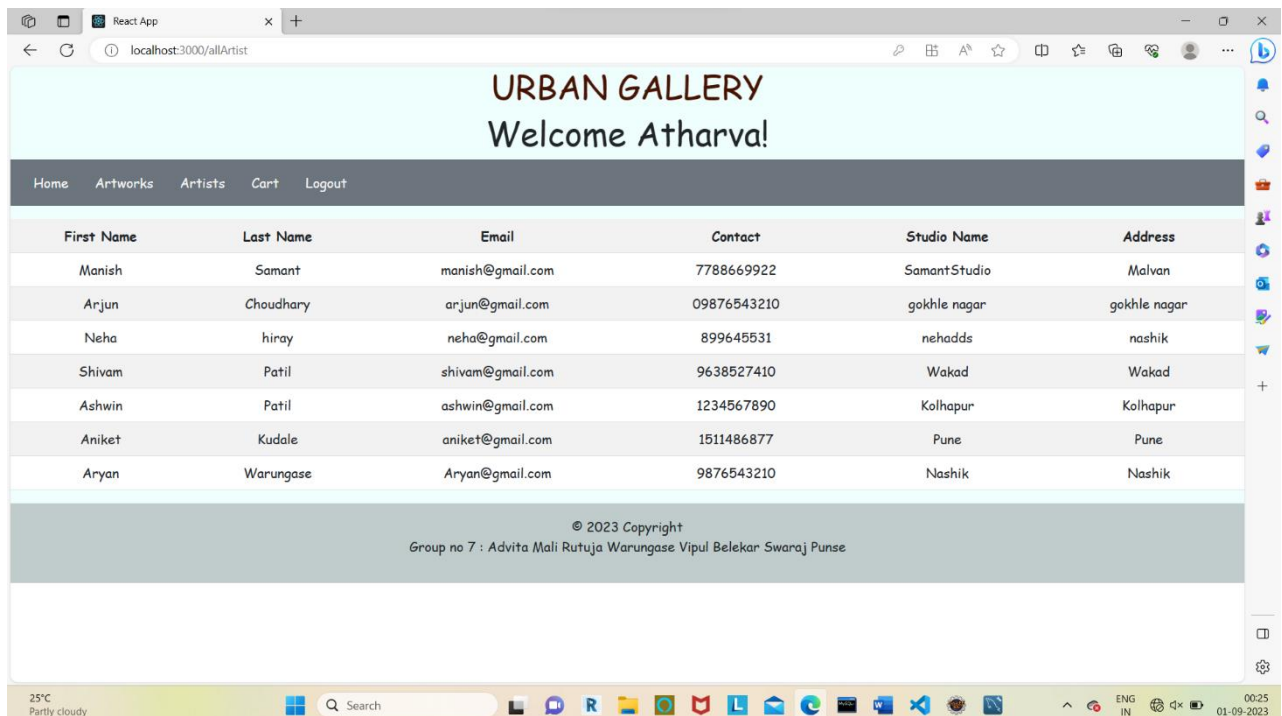 React App
localhost:3000/allArtist
URBAN GALLERY
Welcome Atharva!
Home Artworks Artists Cart Logout
First Name Last Name Email Contact Studio Name Address
Manish Samant manish@gmail.com 7788669922 SamantStudio Malvan
Arjun Choudhary arjun@gmail.com 09876543210 gokhle nagar gokhle nagar
Neha hiray neha@gmail.com 899645531 nehadds nashik
Shivam Patil shivam@gmail.com 9638527410 Wakad Wakad
Ashwin Patil ashwin@gmail.com 1234567890 Kolhapur Kolhapur
Aniket Kudale aniket@gmail.com 1511486877 Pune Pune
Aryan Warungase Aryan@gmail.com 9876543210 Nashik Nashik
© 2023 Copyright
Group no 7 : Advita Mali Rutuja Warungase Vipul Belekar Swaraj Punse
25°C
Partly cloudy
Search
ENG
IN
00:25
01-09-2023